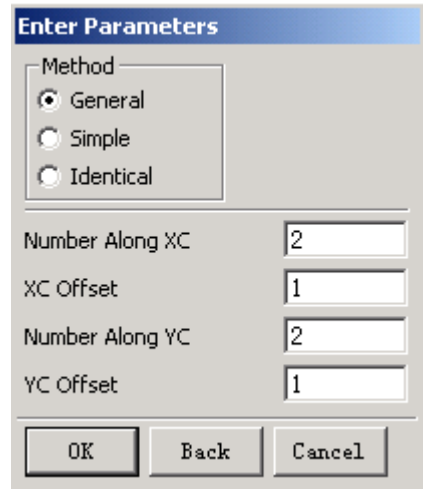 Enter Parameters
Method
General
Simple
Identical
Number Along XC 2
XC Offset 1
Number Along YC 2
YC Offset 1
OK Back Cancel